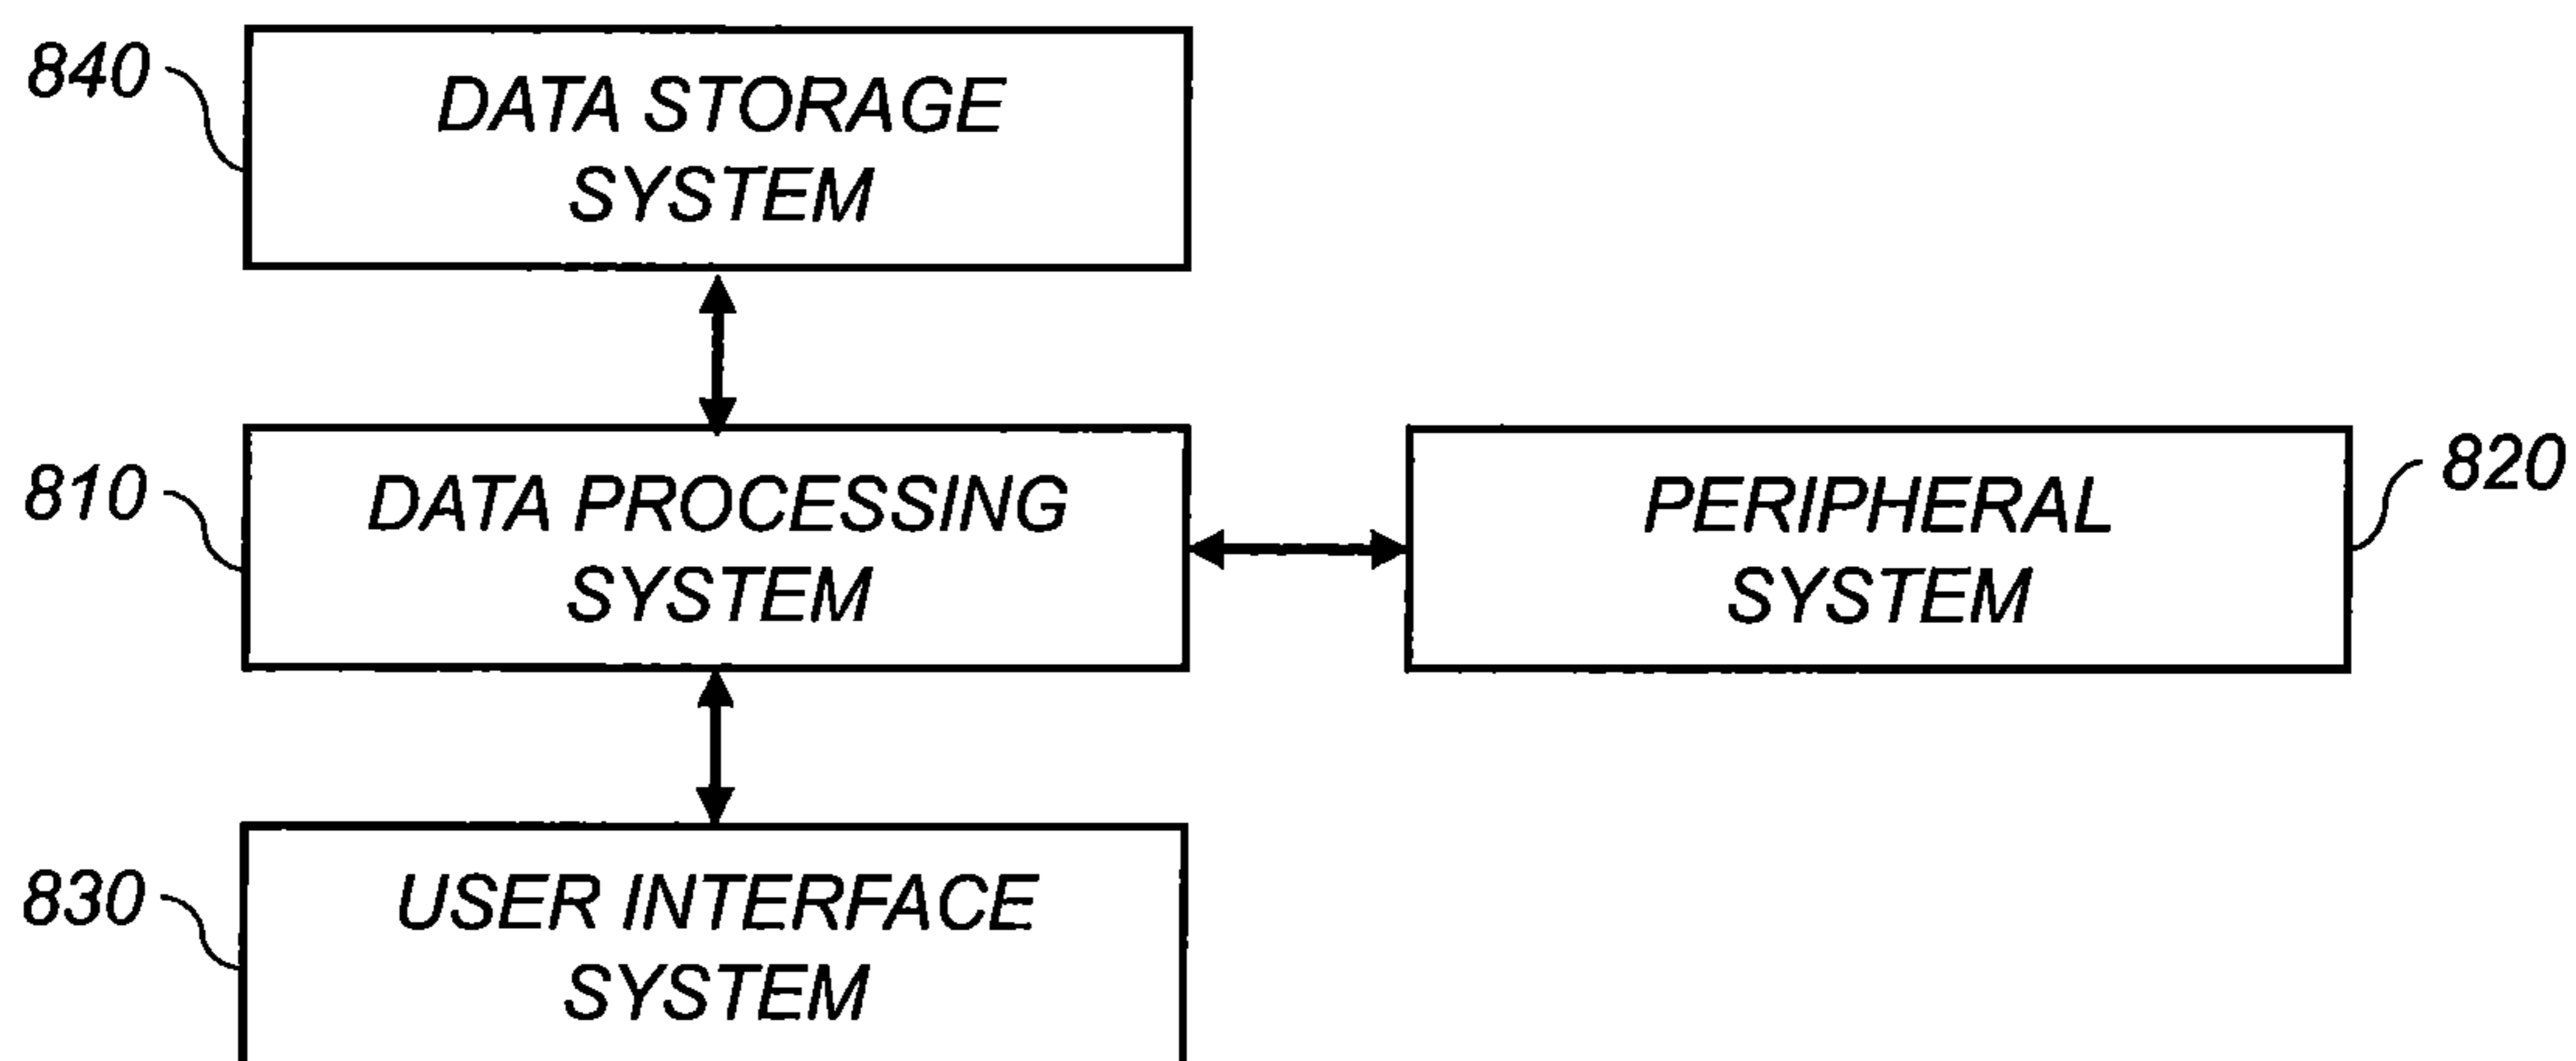 840
DATA STORAGE
SYSTEM
810
DATA PROCESSING
SYSTEM
PERIPHERAL
SYSTEM
820
830
USER INTERFACE
SYSTEM